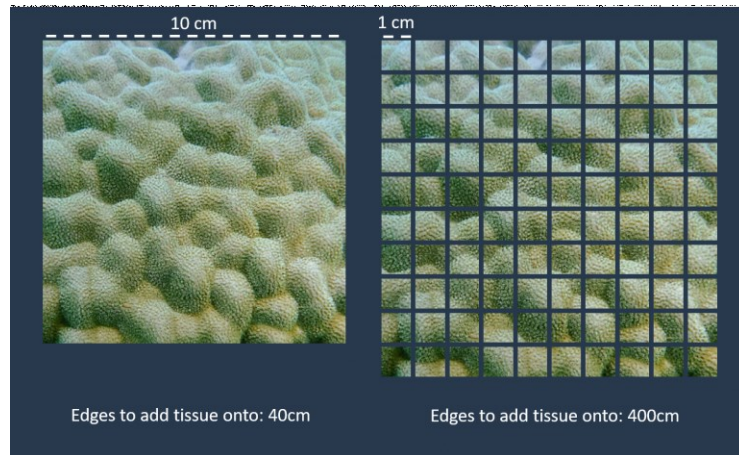 10 cm
1 cm
Edges to add tissue onto: 40cm
Edges to add tissue onto: 400cm